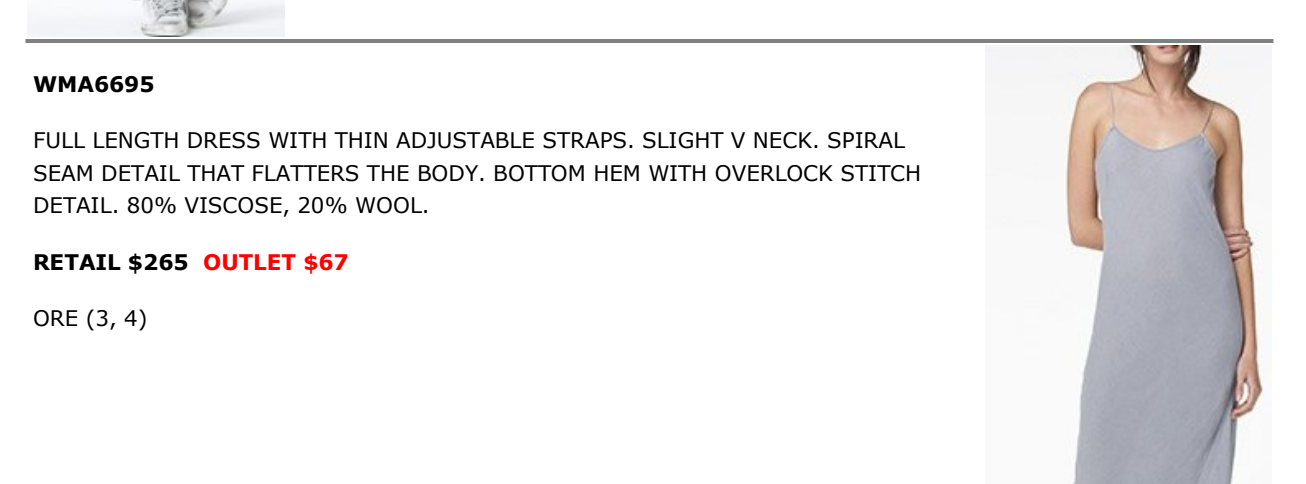 WMA6695
FULL LENGTH DRESS WITH THIN ADJUSTABLE STRAPS. SLIGHT V NECK. SPIRAL
SEAM DETAIL THAT FLATTERS THE BODY. BOTTOM HEM WITH OVERLOCK STITCH
DETAIL. 80% VISCOSE, 20% WOOL.
RETAIL $265 OUTLET $67
ORE (3, 4)